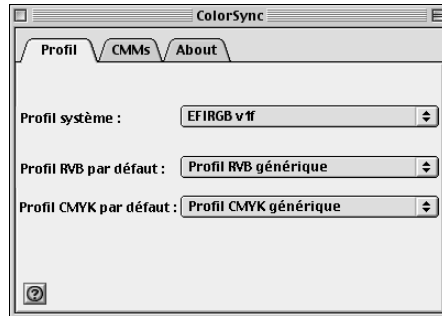 ColorSync
Profil CMMs About
Profil système : EFIRGB v1f
Profil RVB par défaut : Profil RVB générique
Profil CMYK par défaut : Profil CMYK générique
?